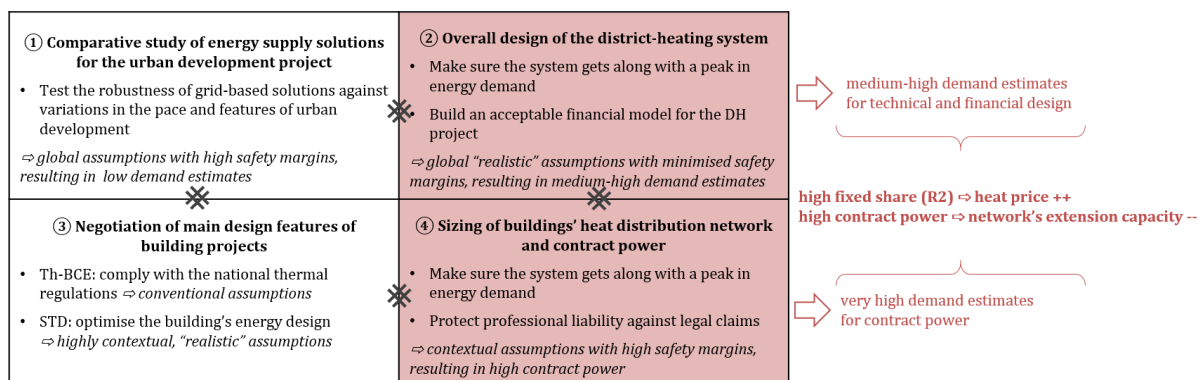 ① Comparative study of energy supply solutions
for the urban development project
• Test the robustness of grid-based solutions against
variations in the pace and features of urban
development
⇨ global assumptions with high safety margins,
resulting in low demand estimates
② Overall design of the district-heating system
• Make sure the system gets along with a peak in
energy demand
• Build an acceptable financial model for the DH
project
⇨ global “realistic” assumptions with minimised safety
margins, resulting in medium-high demand estimates
③ Negotiation of main design features of
building projects
• Th-BCE: comply with the national thermal
regulations ⇨ conventional assumptions
• STD: optimise the building’s energy design
⇨ highly contextual, “realistic” assumptions
④ Sizing of buildings’ heat distribution network
and contract power
• Make sure the system gets along with a peak in
energy demand
• Protect professional liability against legal claims
⇨ contextual assumptions with high safety margins,
resulting in high contract power
medium-high demand estimates
for technical and financial design
high fixed share (R2) ⇨ heat price ++
high contract power ⇨ network’s extension capacity --
very high demand estimates
for contract power